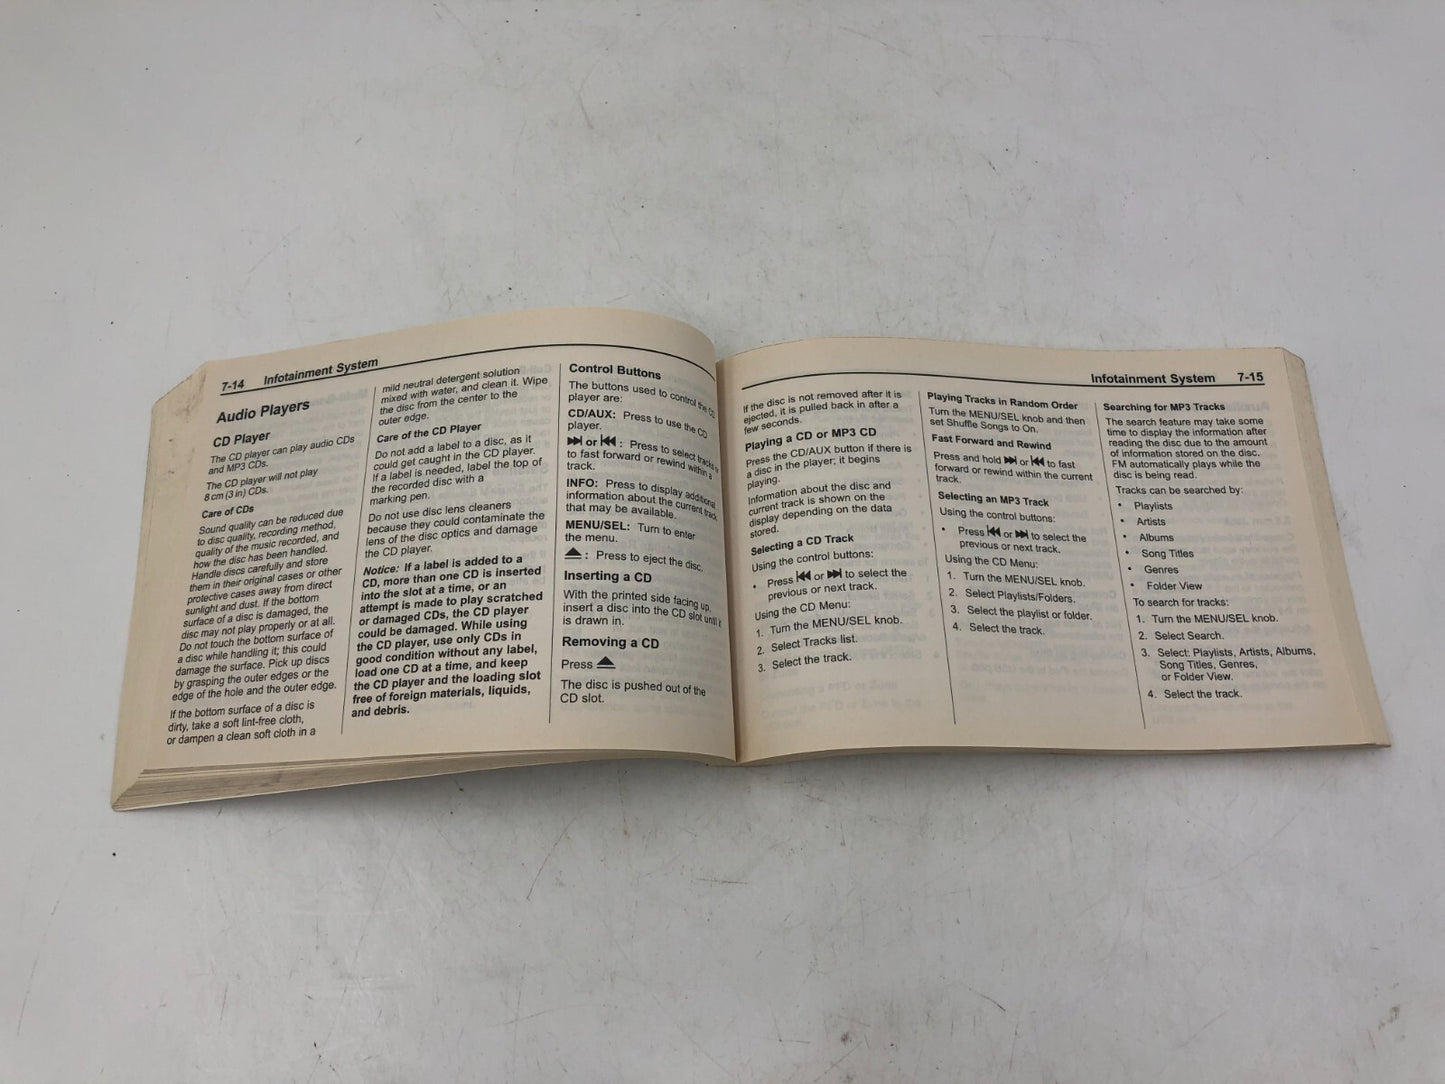 7-14 Infotainment System
Audio Players
CD Player
The CD player can play audio CDs
and MP3 CDs.
The CD player will not play
8 cm (3 in) CDs.
Care of CDs
Sound quality can be reduced due
to disc quality, recording method,
quality of the music recorded, and
how the disc has been handled.
Handle discs carefully and store
them in their original cases or other
protective cases away from direct
sunlight and dust. If the bottom
surface of a disc is damaged, the
disc may not play properly or at all.
Do not touch the bottom surface of
a disc while handling it; this could
damage the surface. Pick up discs
by grasping the outer edges or the
edge of the hole and the outer edge.
If the bottom surface of a disc is
dirty, take a soft lint-free cloth,
or dampen a clean soft cloth in a
mild neutral detergent solution
mixed with water, and clean it. Wipe
the disc from the center to the
outer edge.
Care of the CD Player
Do not add a label to a disc, as it
could get caught in the CD player.
If a label is needed, label the top of
the recorded disc with a
marking pen.
Do not use disc lens cleaners
because they could contaminate the
lens of the disc optics and damage
the CD player.
Notice: If a label is added to a
CD, more than one CD is inserted
into the slot at a time, or an
attempt is made to play scratched
or damaged CDs, the CD player
could be damaged. While using
the CD player, use only CDs in
good condition without any label,
load one CD at a time, and keep
the CD player and the loading slot
free of foreign materials, liquids,
and debris.
Control Buttons
The buttons used to control the CD
player are:
CD/AUX: Press to use the CD
player.
⏭ or ⏮ : Press to select tracks or
to fast forward or rewind within a
track.
INFO: Press to display additional
information about the current track
that may be available.
MENU/SEL: Turn to enter
the menu.
⏏ : Press to eject the disc.
Inserting a CD
With the printed side facing up,
insert a disc into the CD slot until it
is drawn in.
Removing a CD
Press ⏏
The disc is pushed out of the
CD slot.
Infotainment System 7-15
If the disc is not removed after it is
ejected, it is pulled back in after a
few seconds.
Playing a CD or MP3 CD
Press the CD/AUX button if there is
a disc in the player; it begins
playing.
Information about the disc and
current track is shown on the
display depending on the data
stored.
Selecting a CD Track
Using the control buttons:
• Press ⏮ or ⏭ to select the
previous or next track.
Using the CD Menu:
1. Turn the MENU/SEL knob.
2. Select Tracks list.
3. Select the track.
Playing Tracks in Random Order
Turn the MENU/SEL knob and then
set Shuffle Songs to On.
Fast Forward and Rewind
Press and hold ⏭ or ⏮ to fast
forward or rewind within the current
track.
Selecting an MP3 Track
Using the control buttons:
• Press ⏮ or ⏭ to select the
previous or next track.
Using the CD Menu:
1. Turn the MENU/SEL knob.
2. Select Playlists/Folders.
3. Select the playlist or folder.
4. Select the track.
Searching for MP3 Tracks
The search feature may take some
time to display the information after
reading the disc due to the amount
of information stored on the disc.
FM automatically plays while the
disc is being read.
Tracks can be searched by:
• Playlists
• Artists
• Albums
• Song Titles
• Genres
• Folder View
To search for tracks:
1. Turn the MENU/SEL knob.
2. Select Search.
3. Select: Playlists, Artists, Albums,
Song Titles, Genres,
or Folder View.
4. Select the track.